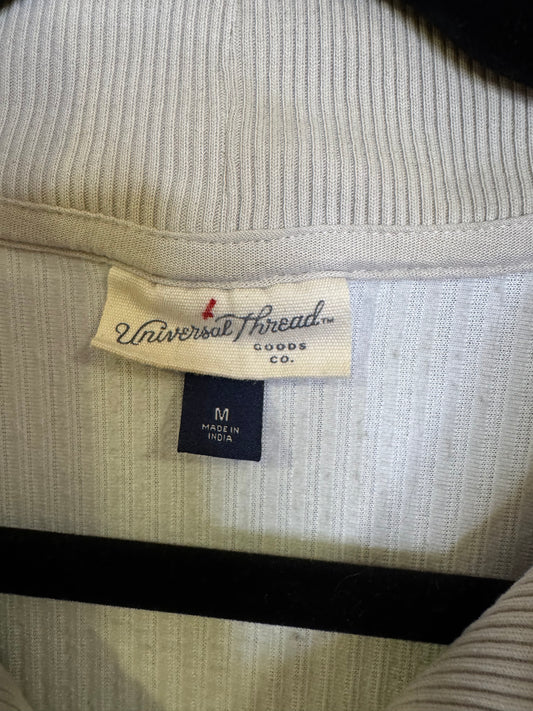 Universal Thread™
GOODS
CO.
M
MADE IN
INDIA